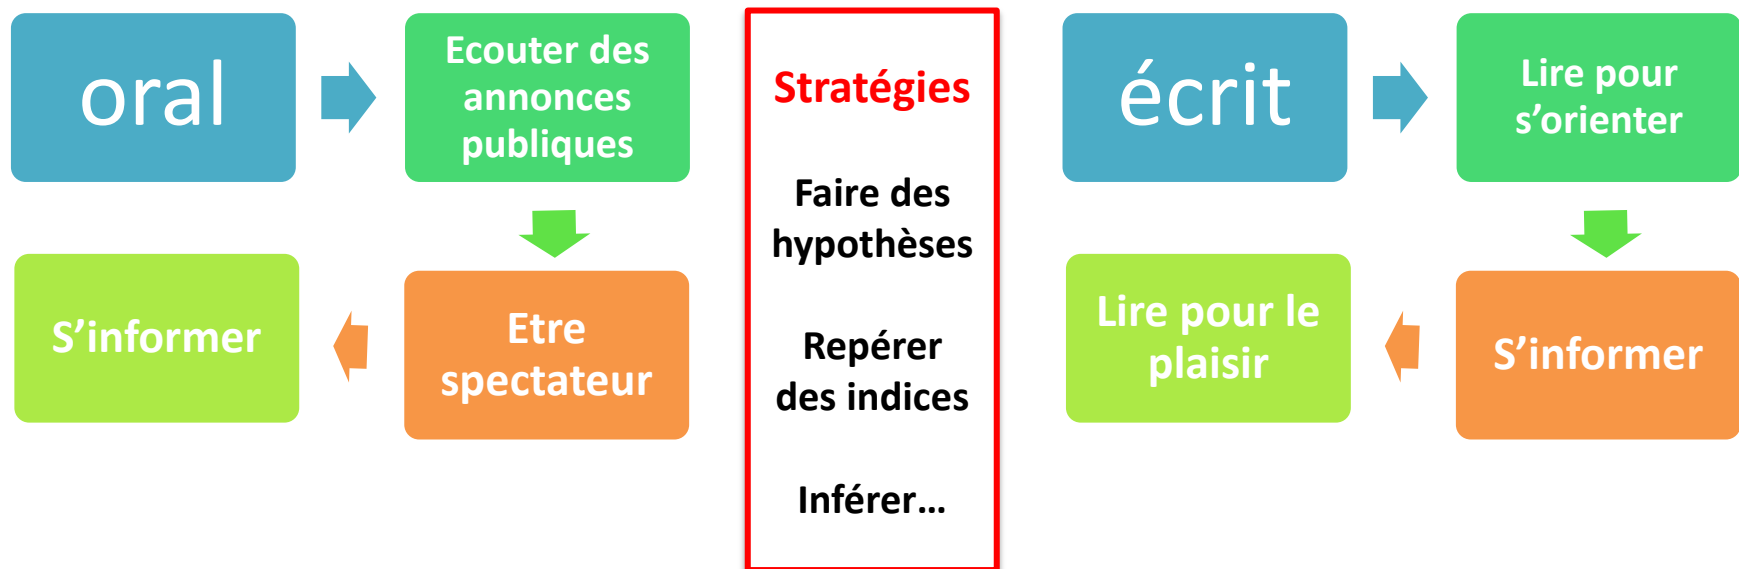 oral
Ecouter des
annonces
publiques
Etre
spectateur
S’informer
Stratégies
Faire des
hypothèses
Repérer
des indices
Inférer…
écrit
Lire pour
s’orienter
S’informer
Lire pour le
plaisir